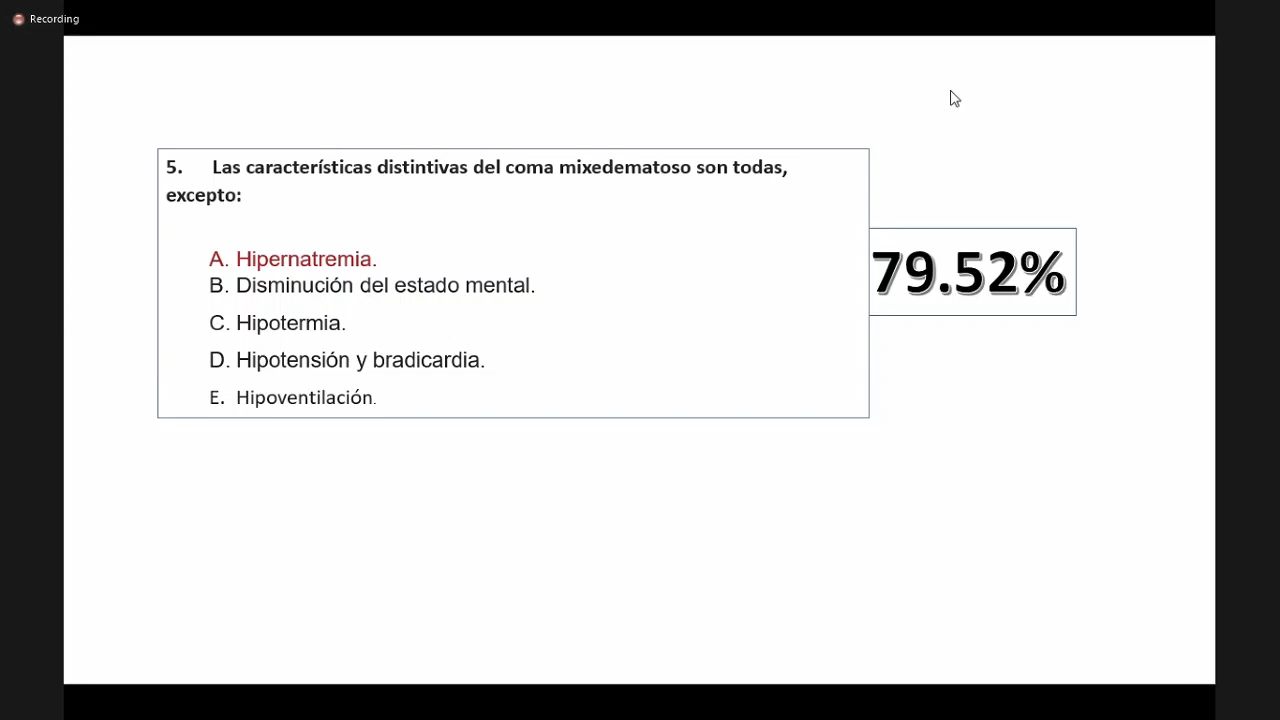 Recording
5. Las características distintivas del coma mixedematoso son todas,
excepto:
A. Hipernatremia.
B. Disminución del estado mental.
C. Hipotermia.
D. Hipotensión y bradicardia.
E. Hipoventilación.
79.52%